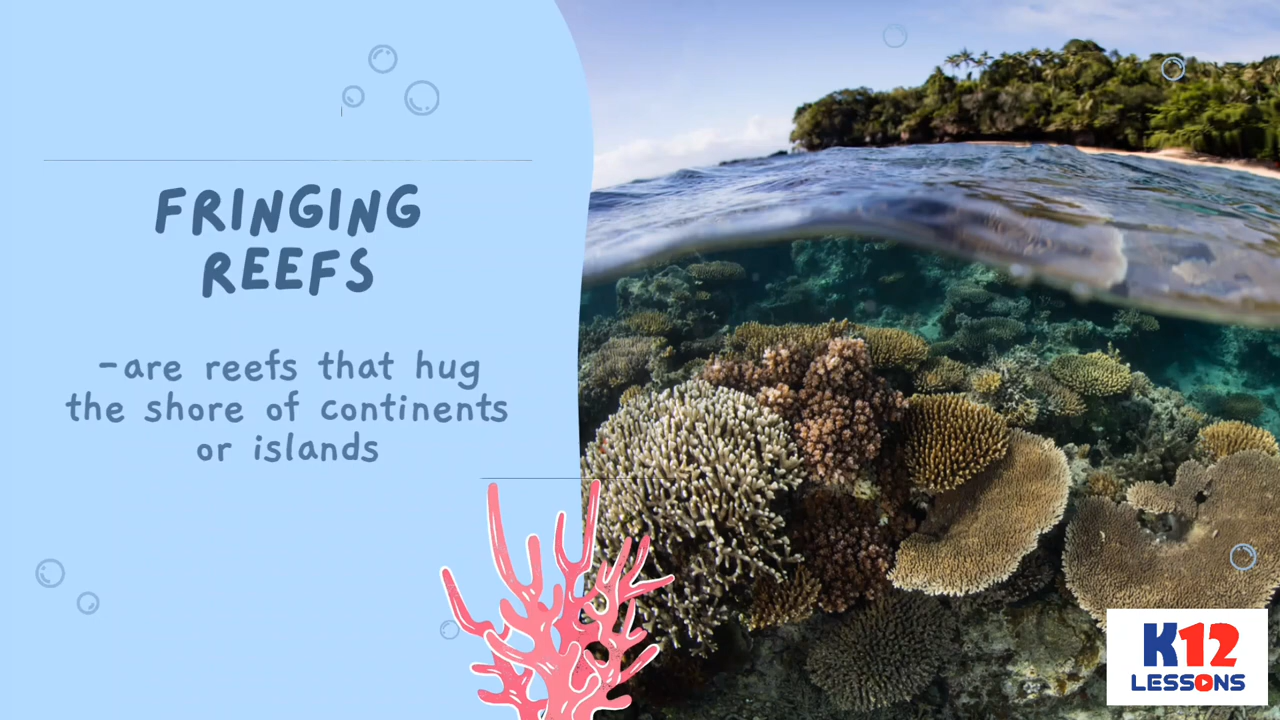 FRINGING
REEFS
-are reefs that hug
the shore of continents
or islands
K12
LESSONS